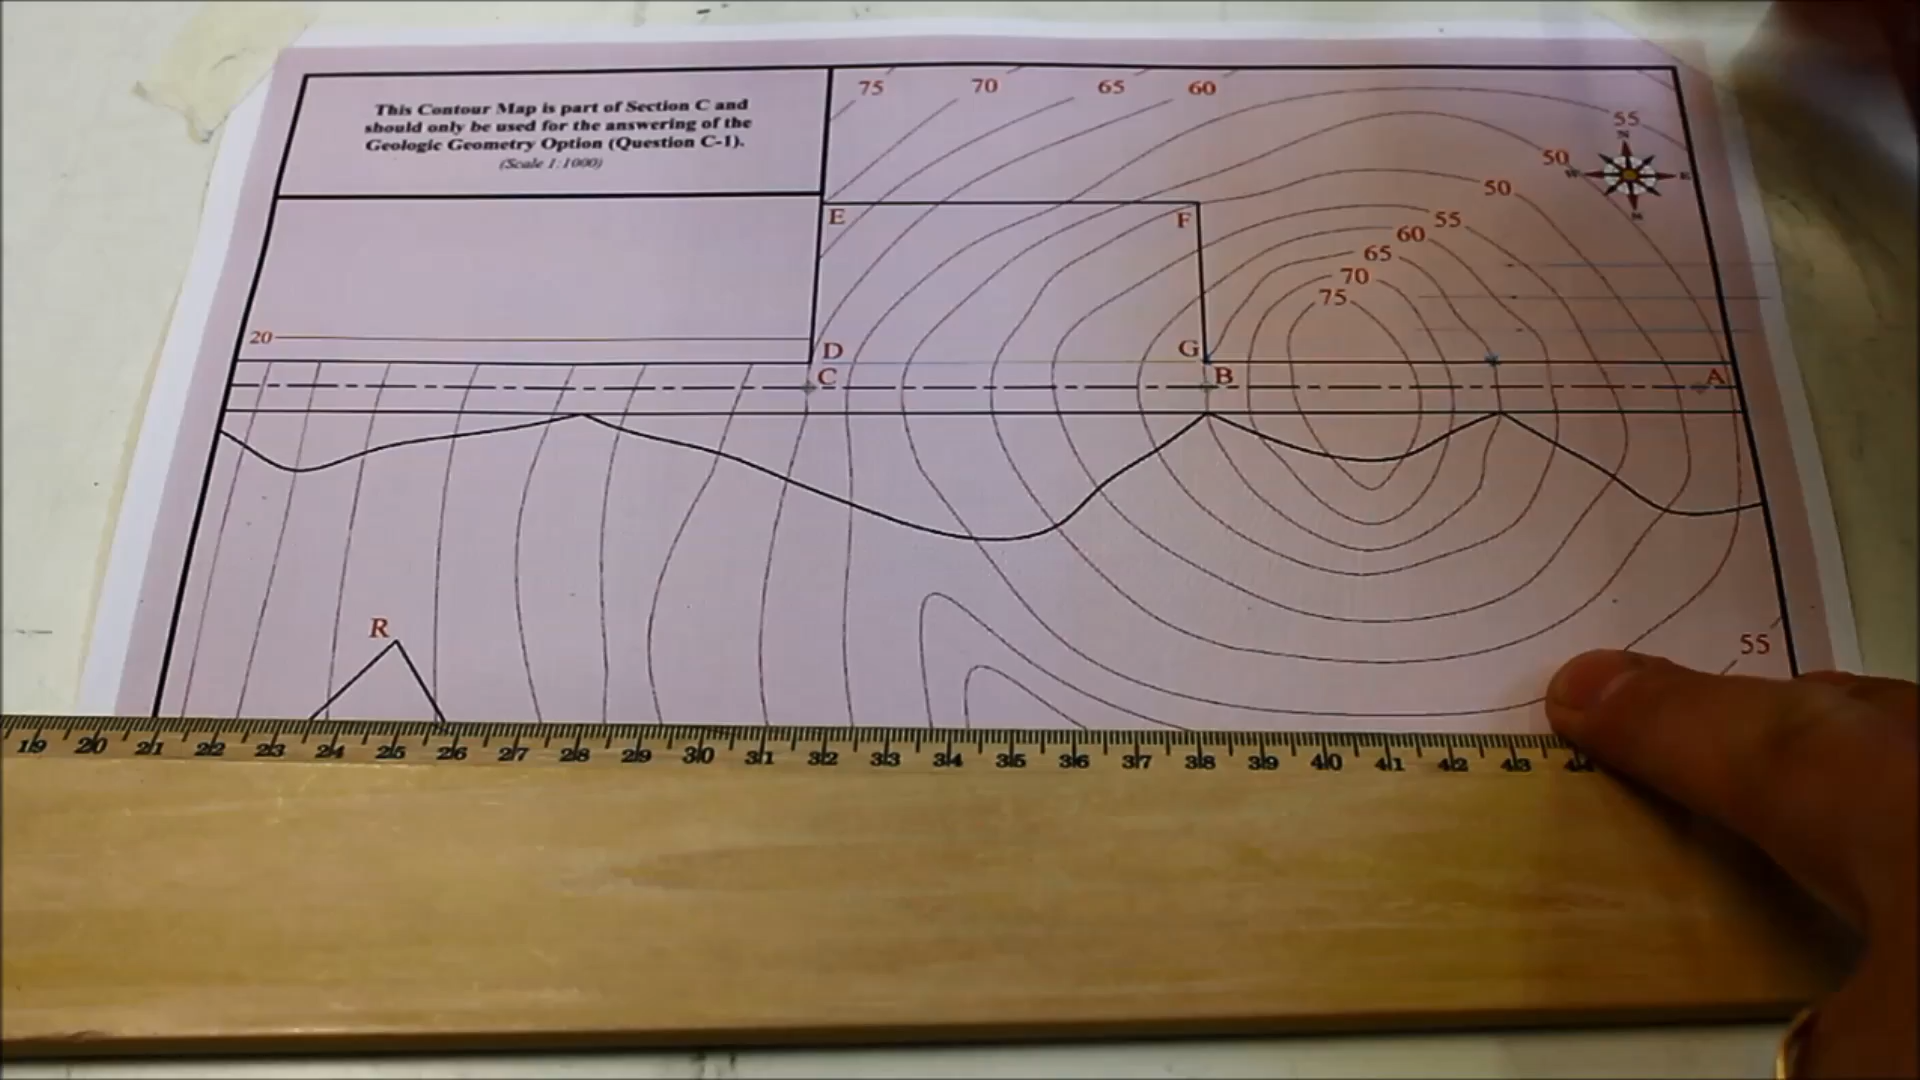 75 70 65 60
This Contour Map is part of Section C and
should only be used for the answering of the
Geologic Geometry Option (Question C-1).
(Scale 1:1000)
55
N
W E
S
50
50
55
60
65
70
75
E F
20
D G
C B A
R
55
19 20 21 22 23 24 25 26 27 28 29 30 31 32 33 34 35 36 37 38 39 40 41 42 43 44